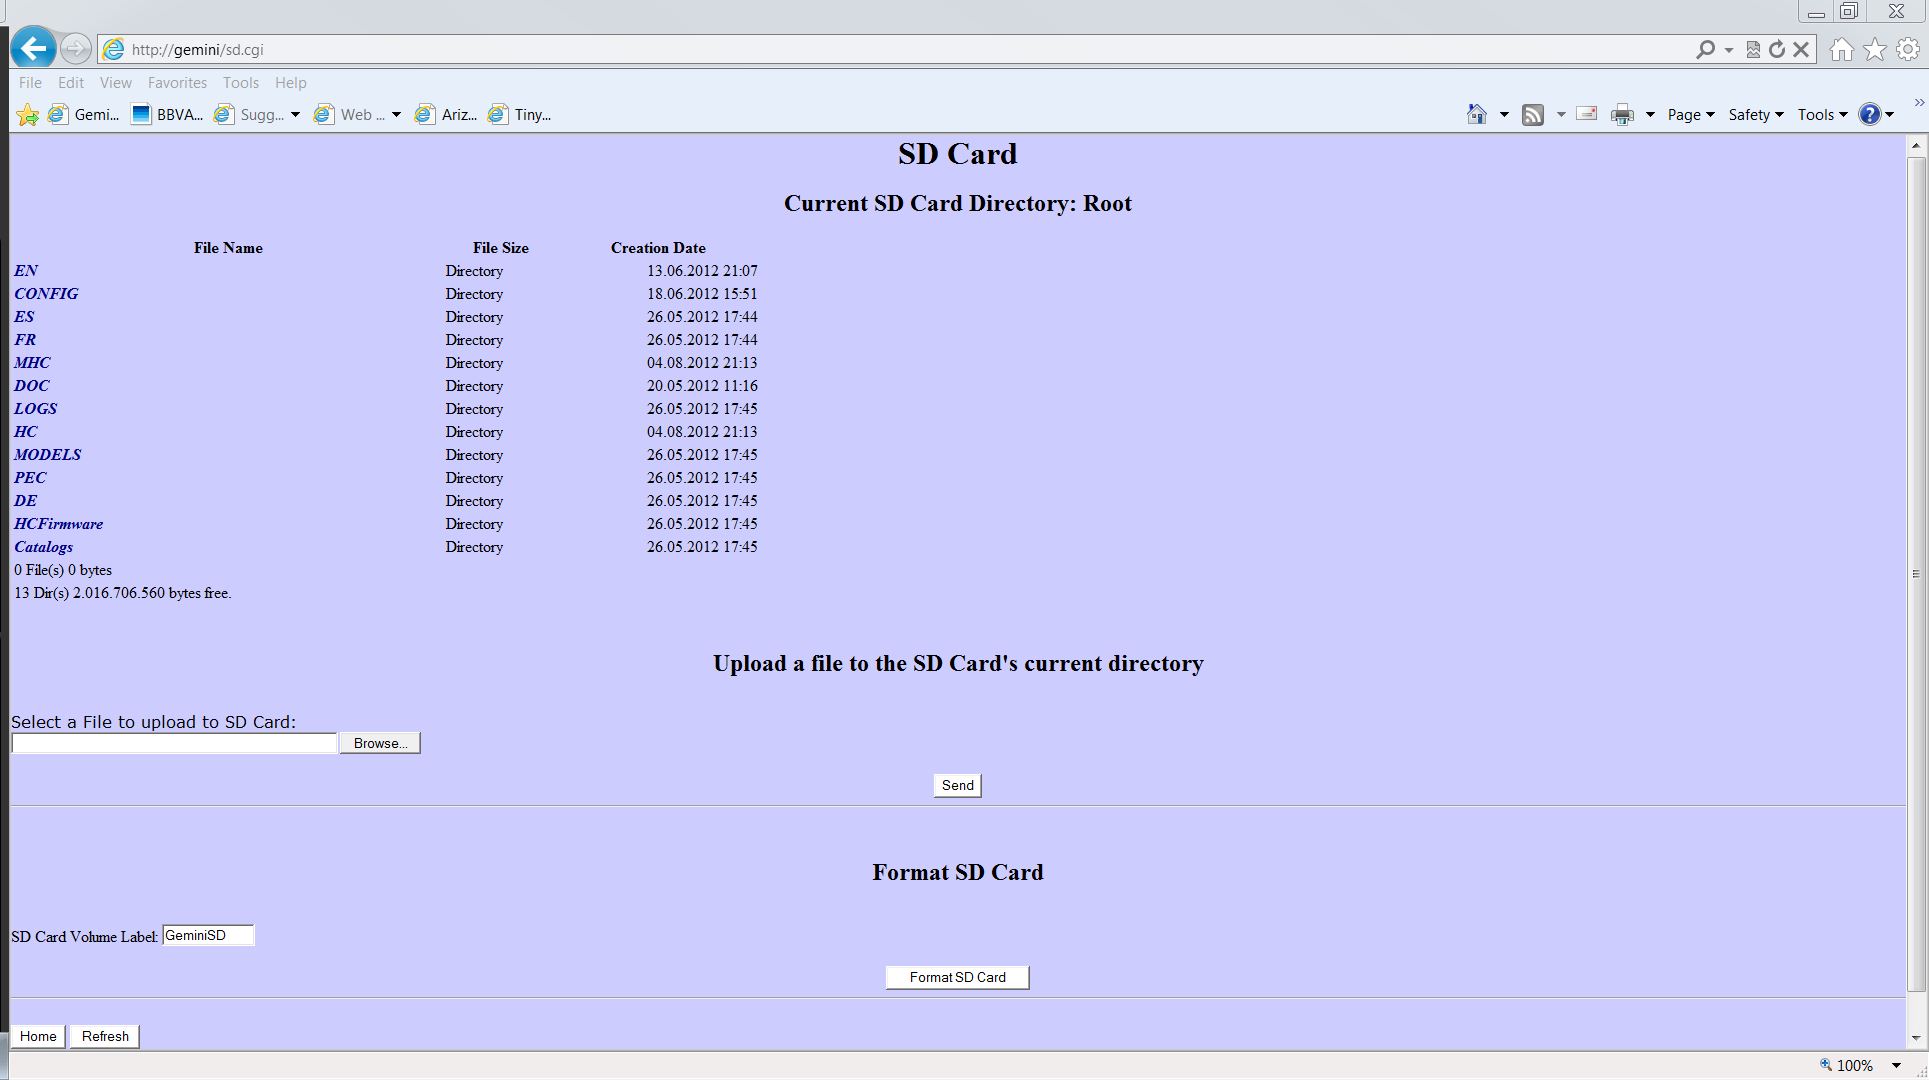 http://gemini/sd.cgi
File Edit View Favorites Tools Help
Gemi... BBVA... Sugg... Web ... Ariz... Tiny... Page Safety Tools
SD Card
Current SD Card Directory: Root
File Name File Size Creation Date
EN Directory 13.06.2012 21:07
CONFIG Directory 18.06.2012 15:51
ES Directory 26.05.2012 17:44
FR Directory 26.05.2012 17:44
MHC Directory 04.08.2012 21:13
DOC Directory 20.05.2012 11:16
LOGS Directory 26.05.2012 17:45
HC Directory 04.08.2012 21:13
MODELS Directory 26.05.2012 17:45
PEC Directory 26.05.2012 17:45
DE Directory 26.05.2012 17:45
HCFirmware Directory 26.05.2012 17:45
Catalogs Directory 26.05.2012 17:45
0 File(s) 0 bytes
13 Dir(s) 2.016.706.560 bytes free.
Upload a file to the SD Card's current directory
Select a File to upload to SD Card:
Browse...
Send
Format SD Card
SD Card Volume Label: GeminiSD
Format SD Card
Home Refresh
100%